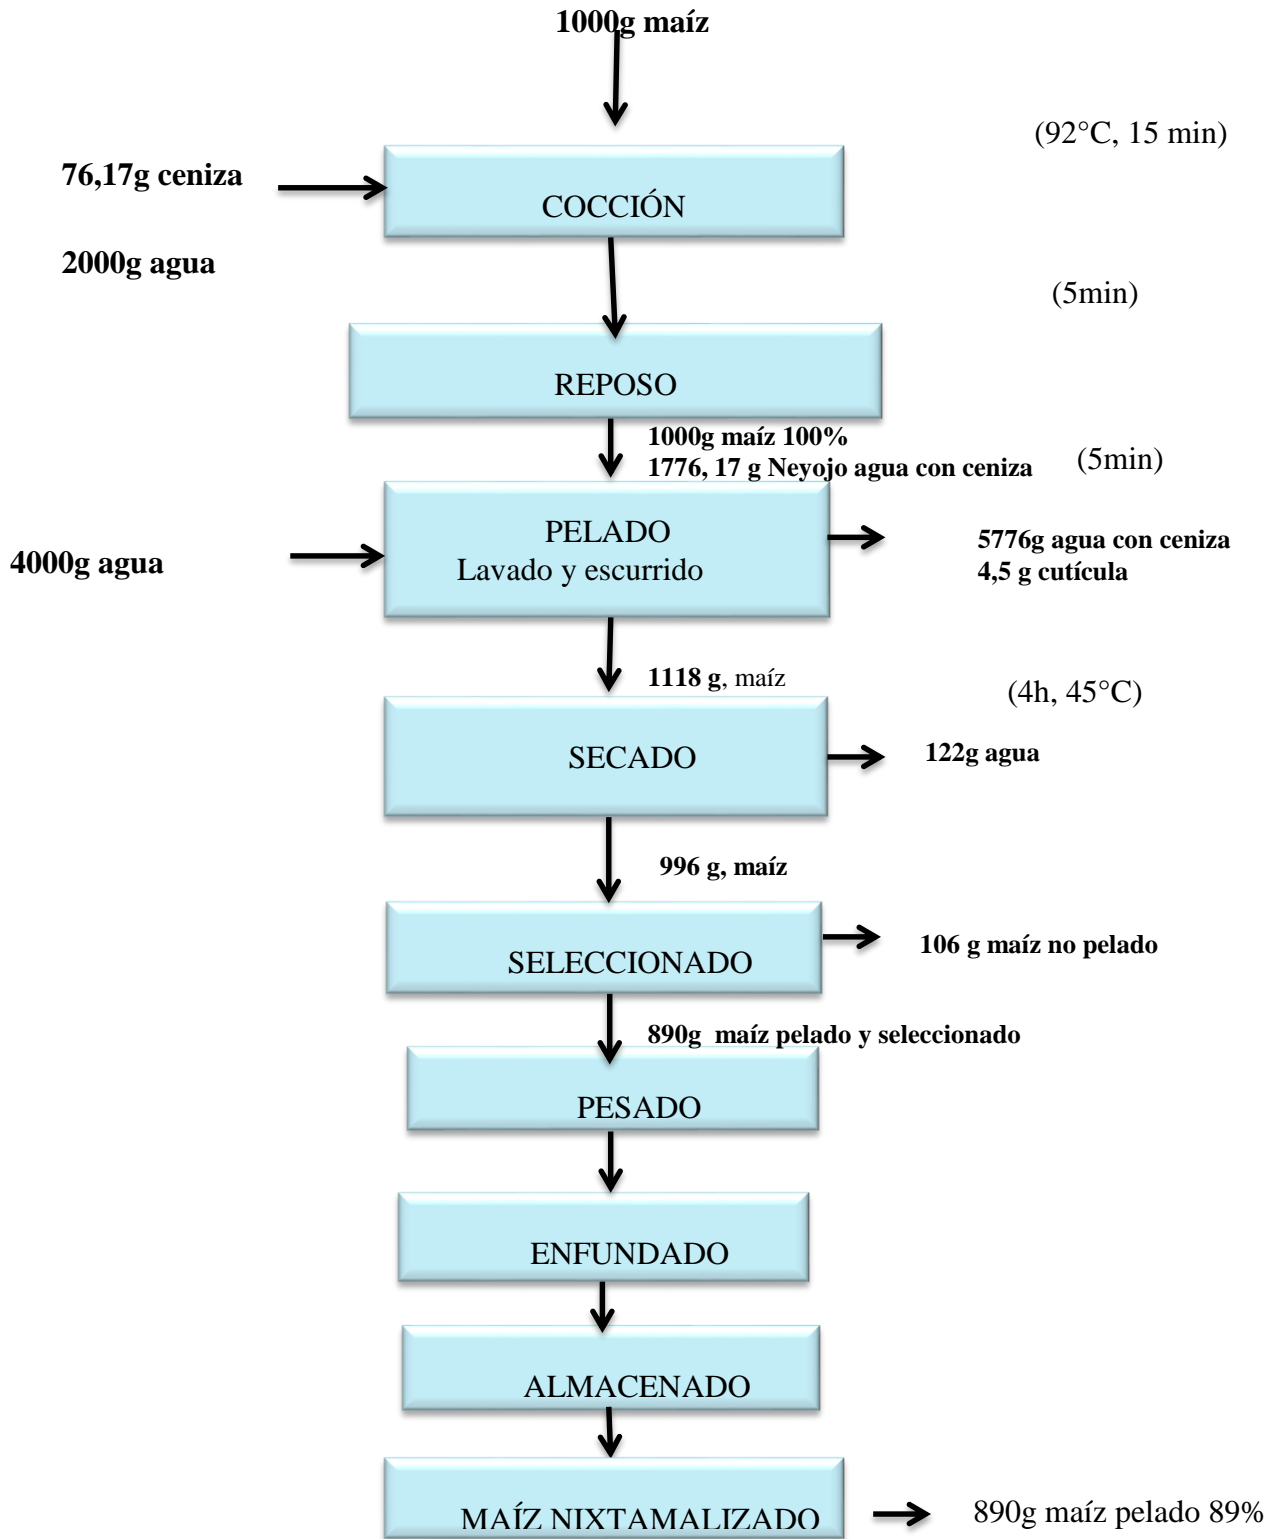 1000g maíz
(92°C, 15 min)
76,17g ceniza
COCCIÓN
2000g agua
(5min)
REPOSO
1000g maíz 100%
1776, 17 g Neyojo agua con ceniza
(5min)
PELADO
Lavado y escurrido
4000g agua
5776g agua con ceniza
4,5 g cutícula
1118 g, maíz
(4h, 45°C)
SECADO
122g agua
996 g, maíz
SELECCIONADO
106 g maíz no pelado
890g maíz pelado y seleccionado
PESADO
ENFUNDADO
ALMACENADO
MAÍZ NIXTAMALIZADO
890g maíz pelado 89%